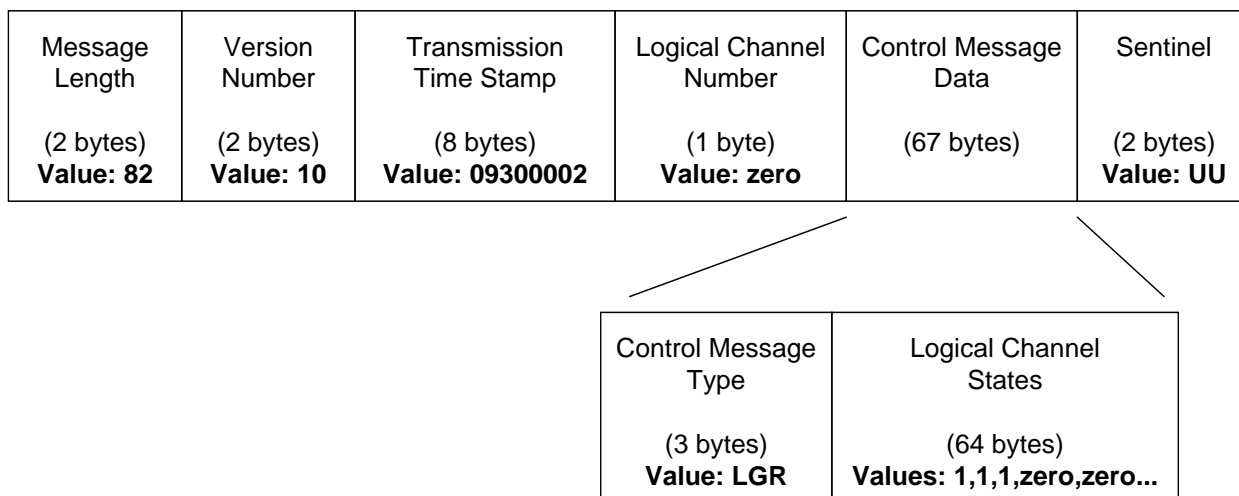 Message
Length
(2 bytes)
Value: 82
Version
Number
(2 bytes)
Value: 10
Transmission
Time Stamp
(8 bytes)
Value: 09300002
Logical Channel
Number
(1 byte)
Value: zero
Control Message
Data
(67 bytes)
Sentinel
(2 bytes)
Value: UU
Control Message
Type
(3 bytes)
Value: LGR
Logical Channel
States
(64 bytes)
Values: 1,1,1,zero,zero...